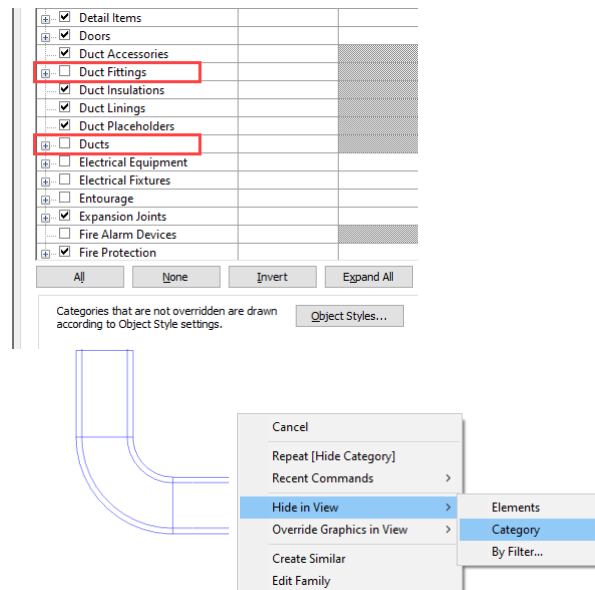 Detail Items
Doors
Duct Accessories
Duct Fittings
Duct Insulations
Duct Linings
Duct Placeholders
Ducts
Electrical Equipment
Electrical Fixtures
Entourage
Expansion Joints
Fire Alarm Devices
Fire Protection
All None Invert Expand All
Categories that are not overridden are drawn
according to Object Style settings.
Object Styles...
Cancel
Repeat [Hide Category]
Recent Commands
Hide in View
Override Graphics in View
Create Similar
Edit Family
Elements
Category
By Filter...